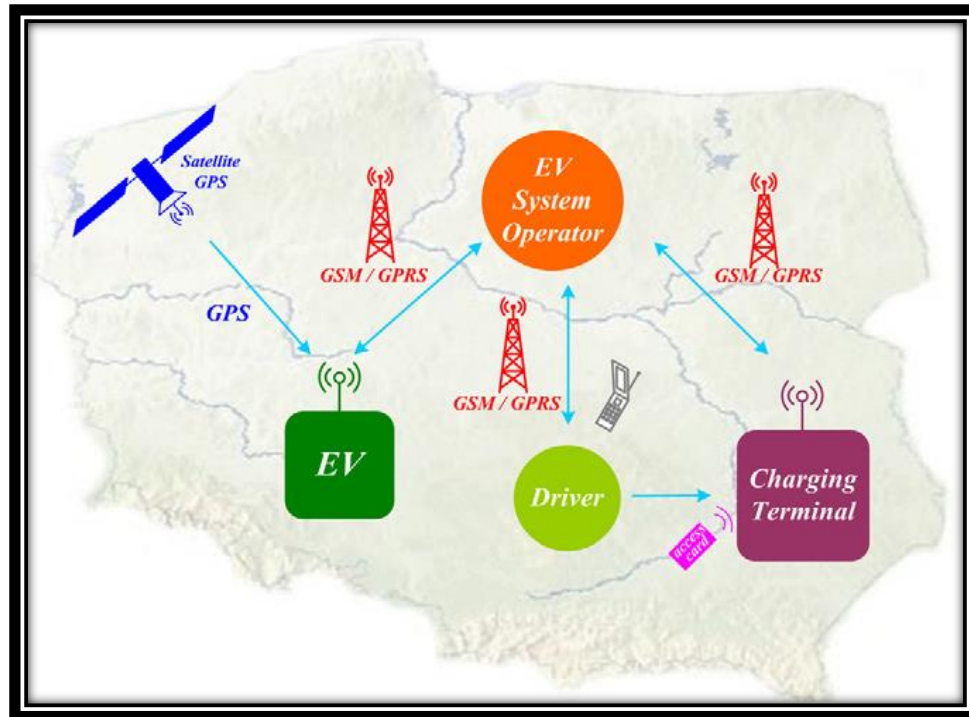 Satellite
GPS
EV
System
Operator
GSM / GPRS
GSM / GPRS
GPS
GSM / GPRS
EV
Driver
Charging
Terminal
access
card